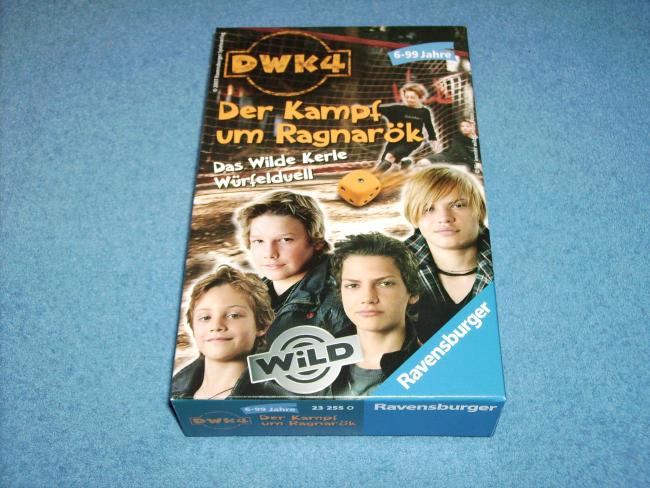 DWK4
6-99 Jahre
Der Kampf
um Ragnarök
Das Wilde Kerle
Würfelduell
WiLD
Ravensburger
DWK4
6-99 Jahre
Der Kampf
um Ragnarök
23 255 0
Ravensburger